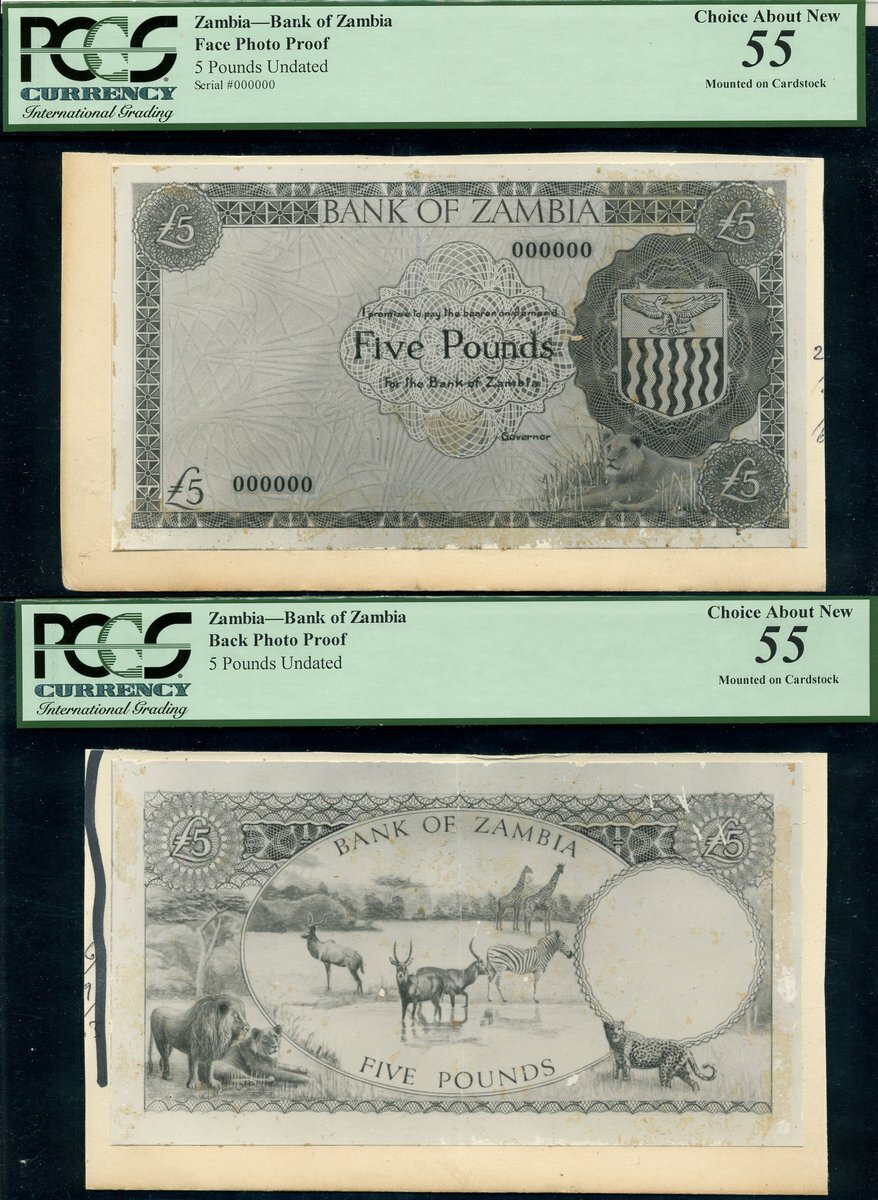 PCGS
CURRENCY
International Grading
Zambia—Bank of Zambia
Face Photo Proof
5 Pounds Undated
Serial #000000
Choice About New
55
Mounted on Cardstock
£5
BANK OF ZAMBIA
£5
000000
I promise to pay the bearer on demand
Five Pounds
For the Bank of Zambia
Governor
£5
000000
£5
2
PCGS
CURRENCY
International Grading
Zambia—Bank of Zambia
Back Photo Proof
5 Pounds Undated
Choice About New
55
Mounted on Cardstock
£5
BANK OF ZAMBIA
£5
FIVE POUNDS